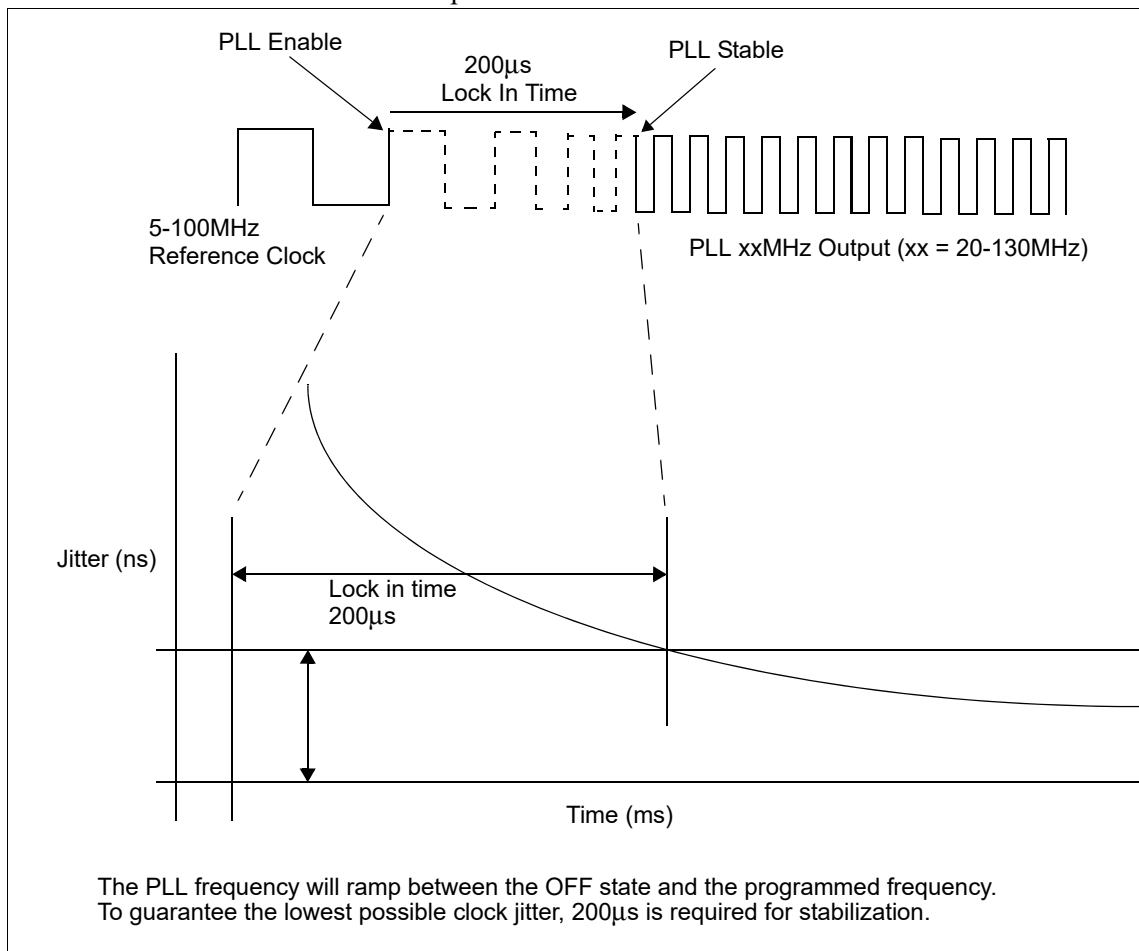 PLL Enable
200μs
Lock In Time
PLL Stable
5-100MHz
Reference Clock
PLL xxMHz Output (xx = 20-130MHz)
Jitter (ns)
Lock in time
200μs
Time (ms)
The PLL frequency will ramp between the OFF state and the programmed frequency.
To guarantee the lowest possible clock jitter, 200μs is required for stabilization.